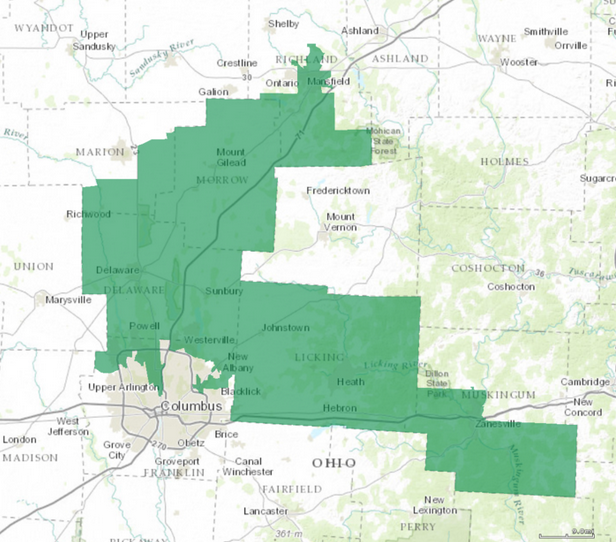 WYANDOT
Upper
Sandusky
Sandusky River
Shelby
Ashland
WAYNE
Smithville
Orrville
Crestline
RICHLAND
ASHLAND
Wooster
30
Ontario
Mansfield
Galion
River
MARION
71
Mohican
State
Forest
Mount
Gilead
HOLMES
MORROW
Fredericktown
Sugarcr
Richwood
Mount
Vernon
UNION
Delaware
COSHOCTON
36
Tuscarawas
DELAWARE
Sunbury
Coshocton
Marysville
Powell
Johnstown
Westerville
New
Albany
LICKING
Licking River
Dillon
State
Park
Upper Arlington
Blacklick
Heath
MUSKINGUM
Cambridge
Columbus
Hebron
New
Concord
West
Jefferson
Zanesville
London
Grove
City
270
Obetz
Brice
MADISON
Groveport
FRANKLIN
Canal
Winchester
OHIO
Muskingum River
FAIRFIELD
New
Lexington
Lancaster
PERRY
361 m
PICKAWAY